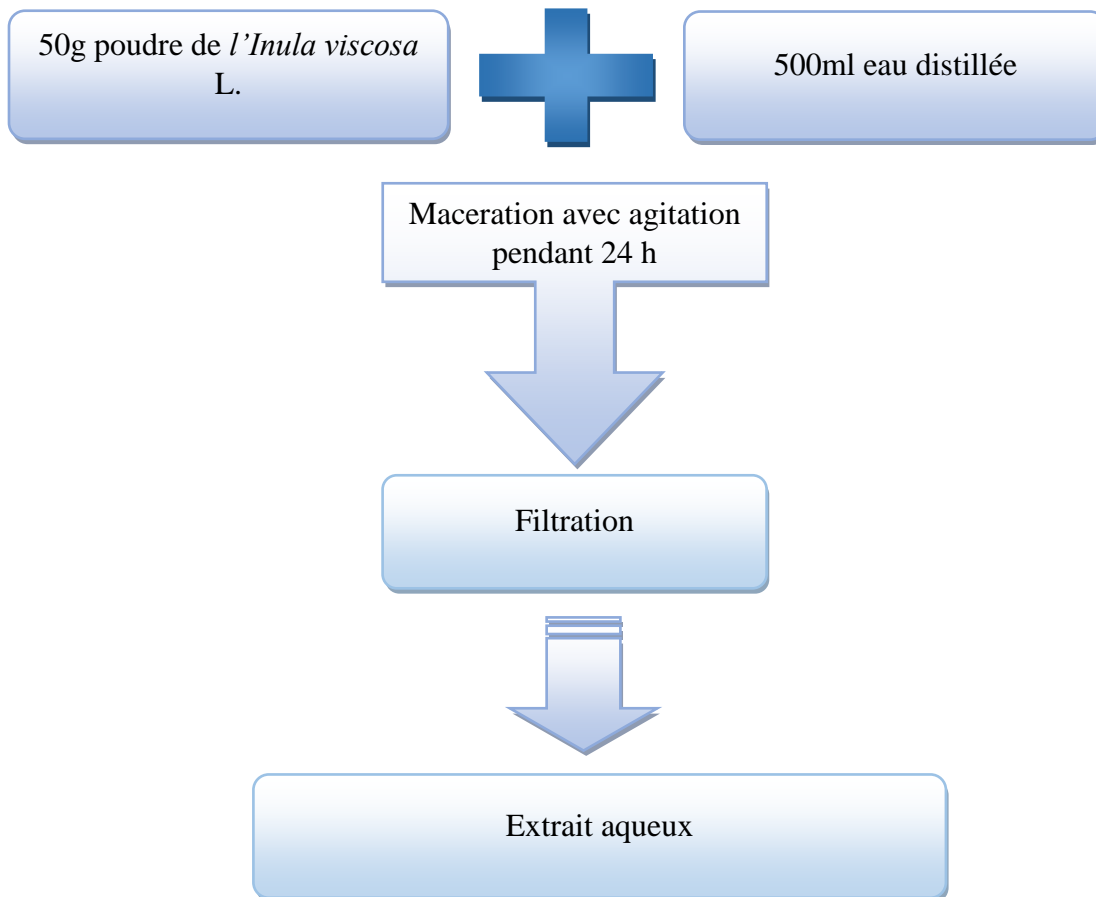 50g poudre de l’Inula viscosa
L.
500ml eau distillée
Maceration avec agitation
pendant 24 h
Filtration
Extrait aqueux